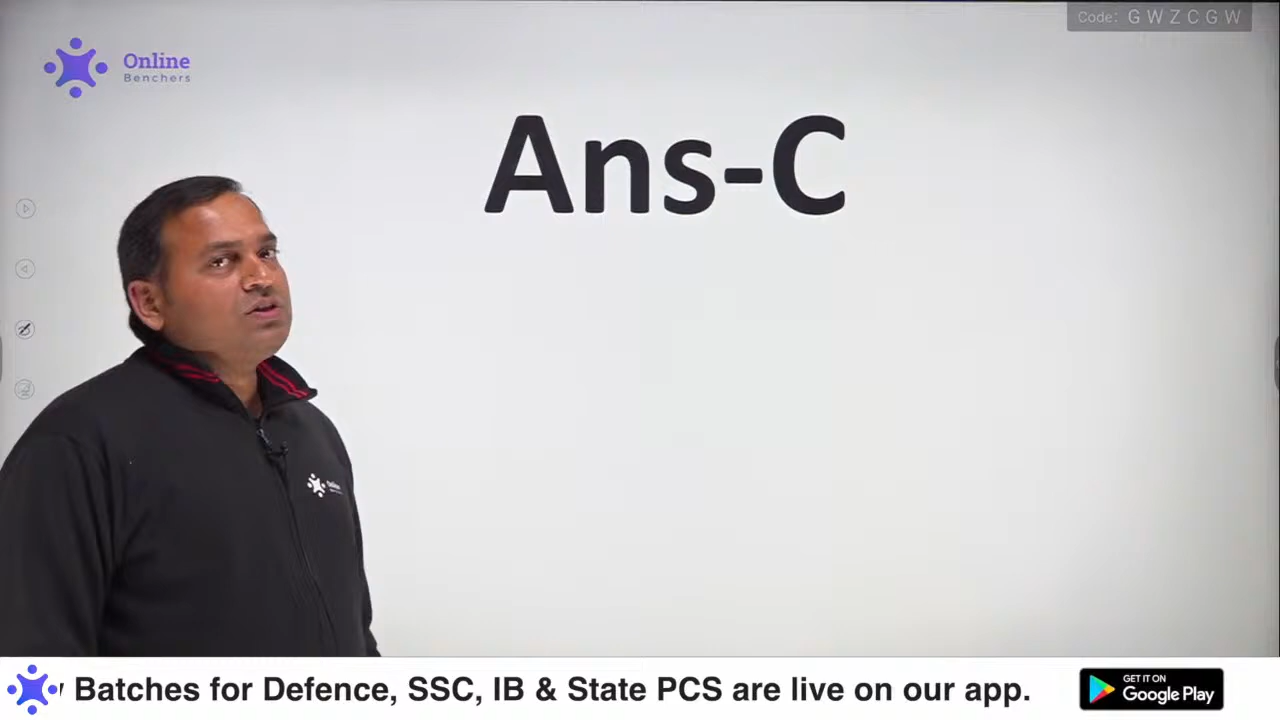 Code: G W Z C G W
Online
Benchers
Ans-C
Batches for Defence, SSC, IB & State PCS are live on our app.
GET IT ON
Google Play